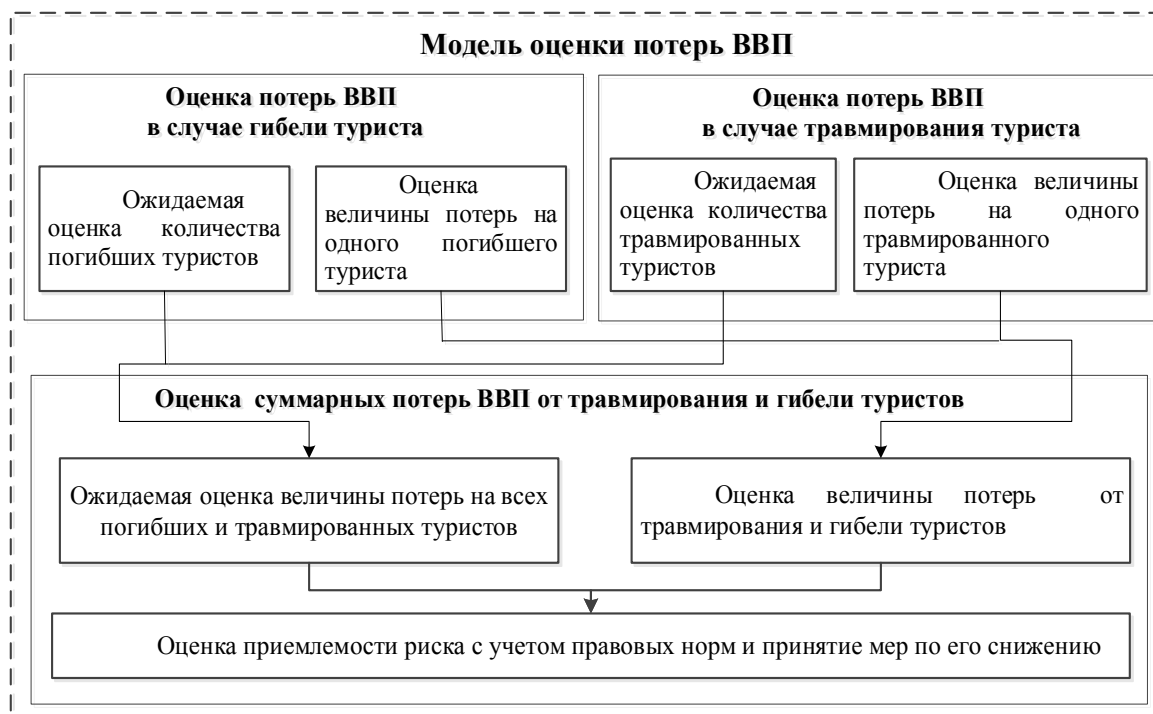 Модель оценки потерь ВВП
Оценка потерь ВВП
в случае гибели туриста
Ожидаемая
оценка количества
погибших туристов
Оценка
величины потерь на
одного погибшего
туриста
Оценка потерь ВВП
в случае травмирования туриста
Ожидаемая
оценка количества
травмированных
туристов
Оценка величины
потерь на одного
травмированного
туриста
Оценка суммарных потерь ВВП от травмирования и гибели туристов
Ожидаемая оценка величины потерь на всех
погибших и травмированных туристов
Оценка величины потерь от
травмирования и гибели туристов
Оценка приемлемости риска с учетом правовых норм и принятие мер по его снижению